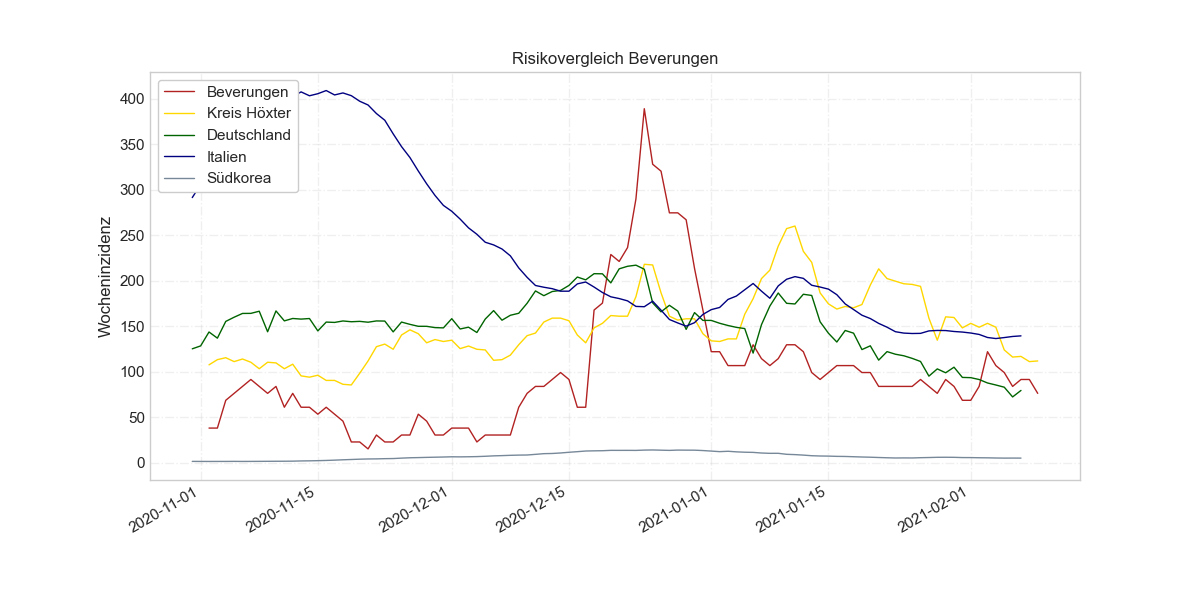 Risikovergleich Beverungen
Wocheninzidenz
400
350
300
250
200
150
100
50
0
Beverungen
Kreis Höxter
Deutschland
Italien
Südkorea
2020-11-01
2020-11-15
2020-12-01
2020-12-15
2021-01-01
2021-01-15
2021-02-01